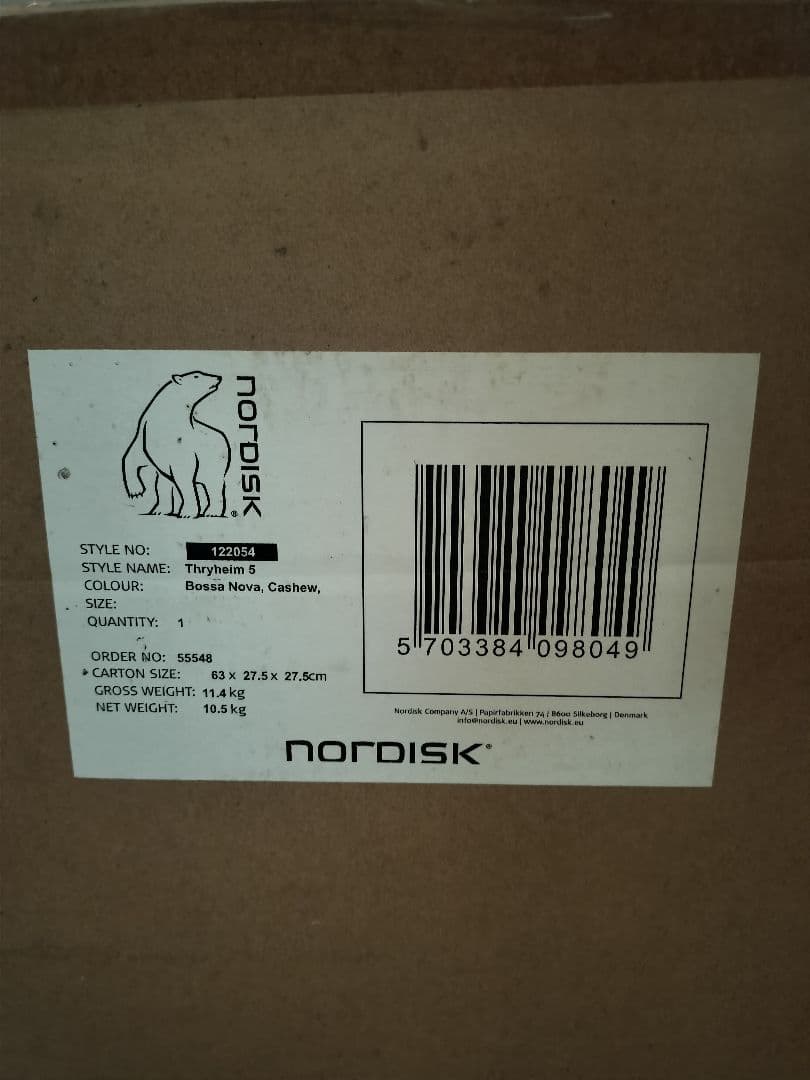 nordisk®
STYLE NO: 122054
STYLE NAME: Thryheim 5
COLOUR: Bossa Nova, Cashew,
SIZE:
QUANTITY: 1
ORDER NO: 55548
CARTON SIZE: 63 x 27.5 x 27.5cm
GROSS WEIGHT: 11.4 kg
NET WEIGHT: 10.5 kg
5 703384 098049
Nordisk Company A/S | Papirfabrikken 74 | 8600 Silkeborg | Denmark
info@nordisk.eu | www.nordisk.eu
nordisk®